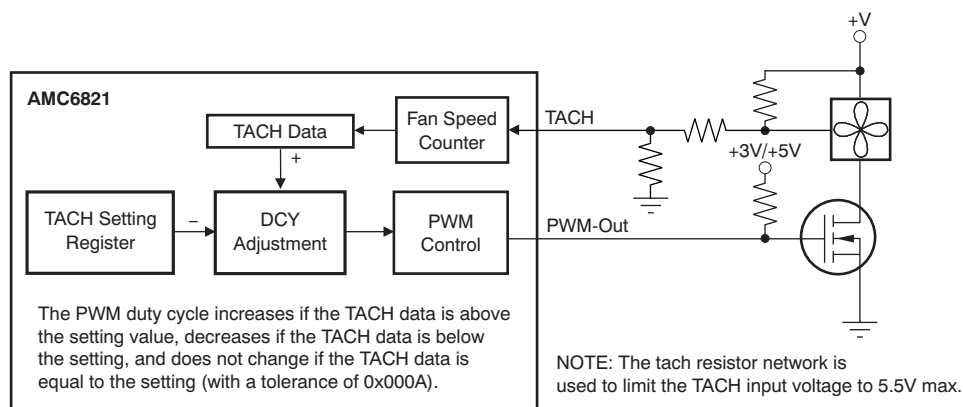 +V
AMC6821
TACH Data
Fan Speed
Counter
TACH
+
+3V/+5V
TACH Setting
Register
–
DCY
Adjustment
PWM
Control
PWM-Out
The PWM duty cycle increases if the TACH data is above
the setting value, decreases if the TACH data is below
the setting, and does not change if the TACH data is
equal to the setting (with a tolerance of 0x000A).
NOTE: The tach resistor network is
used to limit the TACH input voltage to 5.5V max.